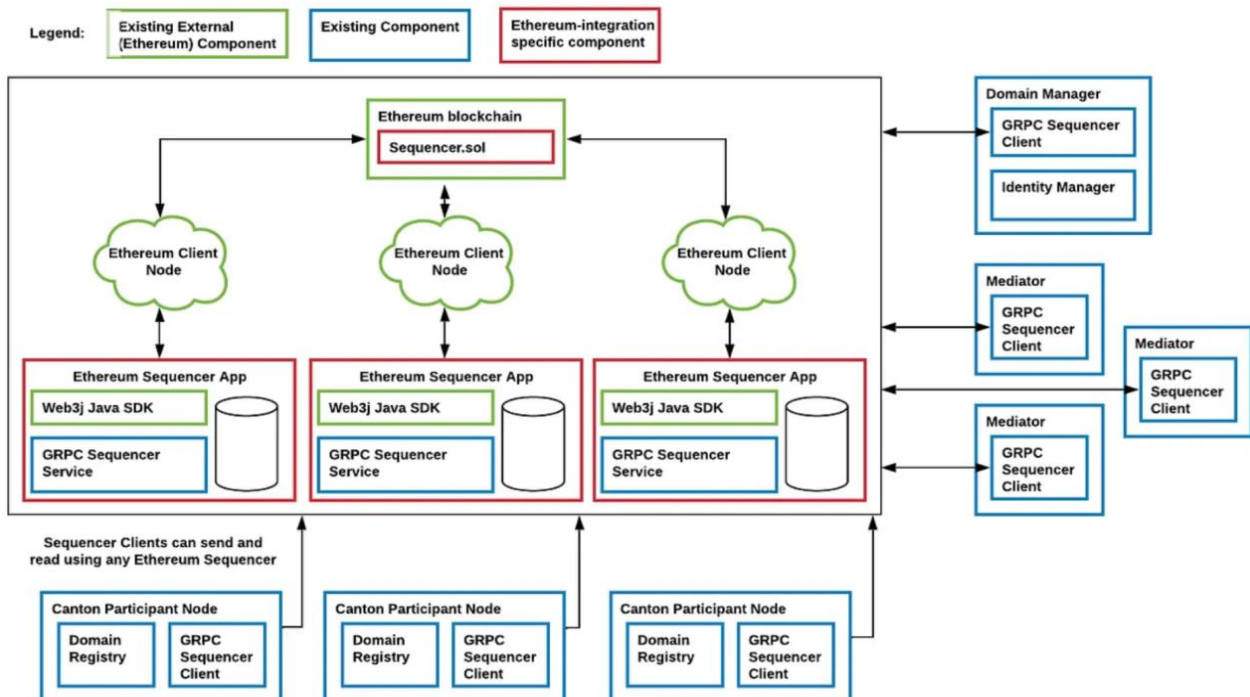 Legend:
Existing External
(Ethereum) Component
Existing Component
Ethereum-integration
specific component
Ethereum blockchain
Sequencer.sol
Ethereum Client
Node
Ethereum Client
Node
Ethereum Client
Node
Ethereum Sequencer App
Web3j Java SDK
GRPC Sequencer
Service
Ethereum Sequencer App
Web3j Java SDK
GRPC Sequencer
Service
Ethereum Sequencer App
Web3j Java SDK
GRPC Sequencer
Service
Domain Manager
GRPC Sequencer
Client
Identity Manager
Mediator
GRPC
Sequencer
Client
Mediator
GRPC
Sequencer
Client
Mediator
GRPC
Sequencer
Client
Sequencer Clients can send and
read using any Ethereum Sequencer
Canton Participant Node
Domain
Registry
GRPC
Sequencer
Client
Canton Participant Node
Domain
Registry
GRPC
Sequencer
Client
Canton Participant Node
Domain
Registry
GRPC
Sequencer
Client